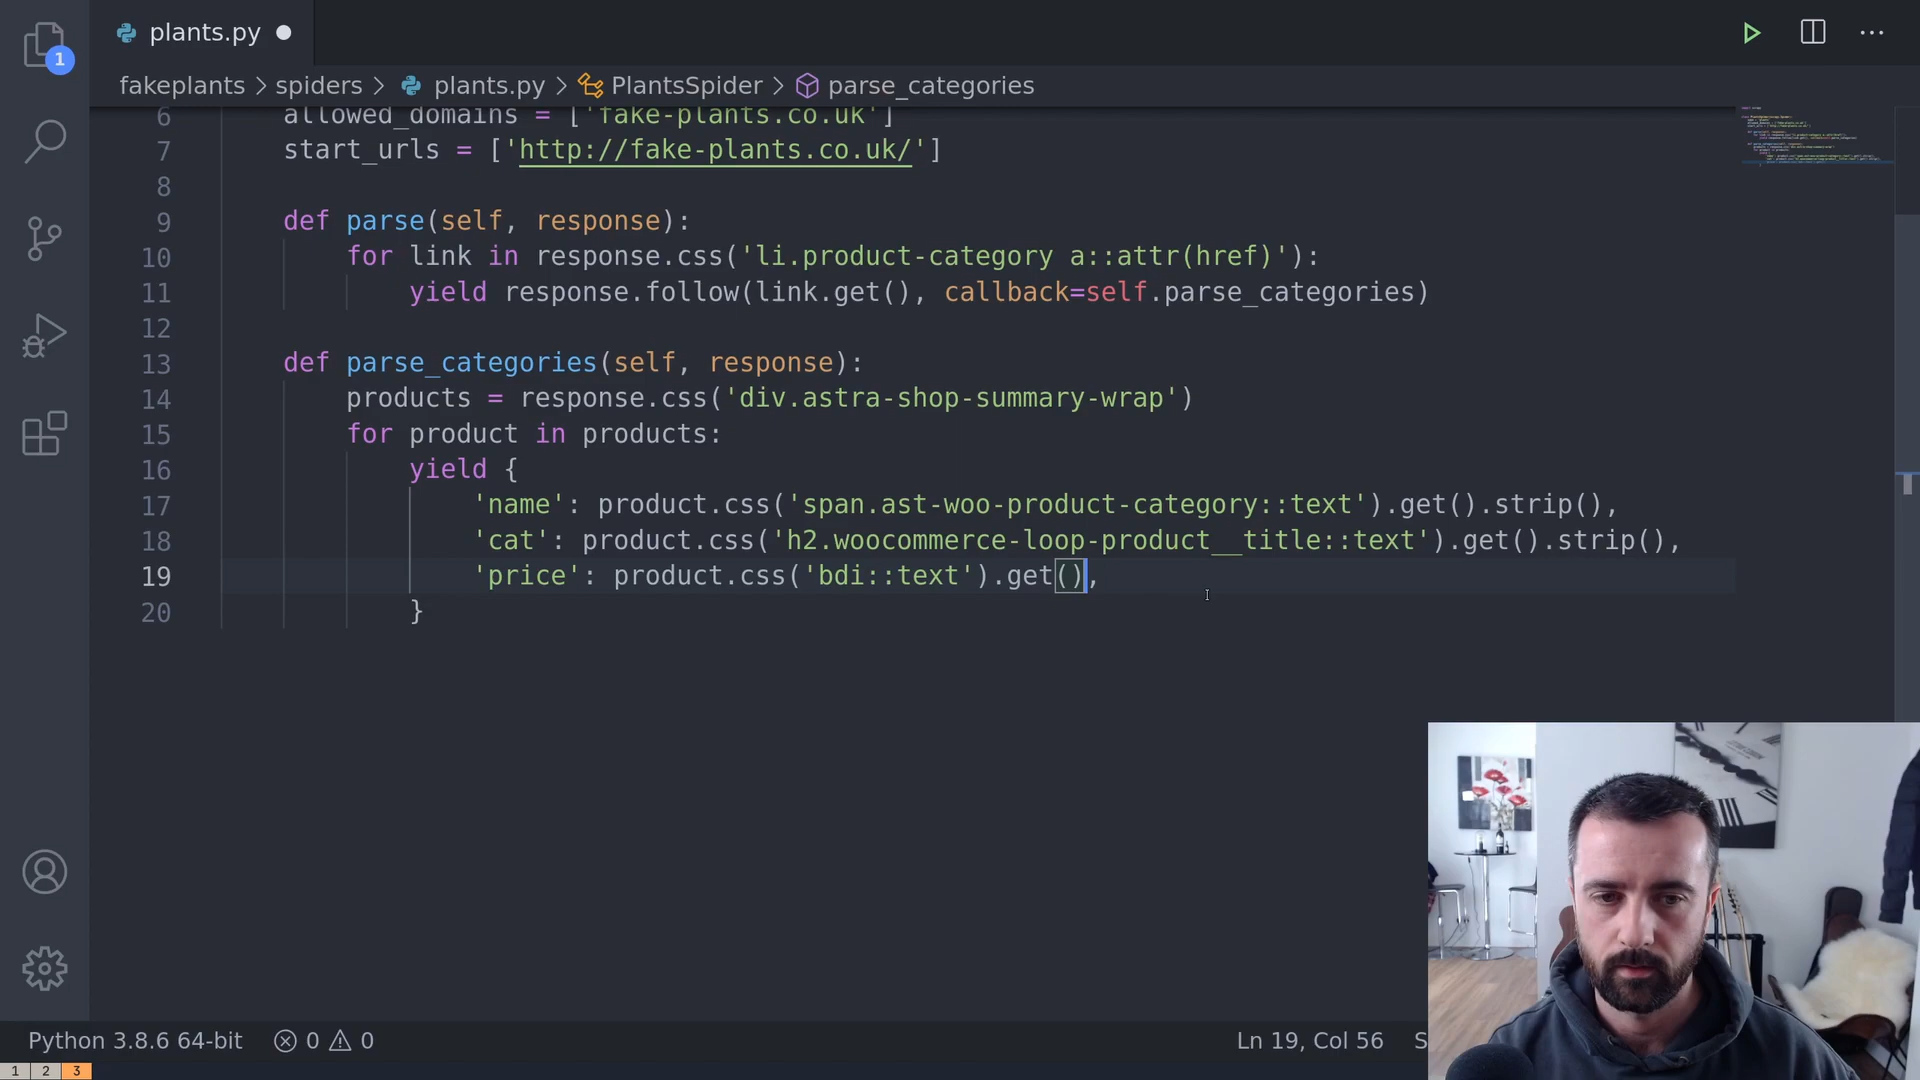 plants.py
1
fakeplants > spiders > plants.py > PlantsSpider > parse_categories
6 allowed_domains = ['fake-plants.co.uk']
7 start_urls = ['http://fake-plants.co.uk/']
8
9 def parse(self, response):
10 for link in response.css('li.product-category a::attr(href)'):
11 yield response.follow(link.get(), callback=self.parse_categories)
12
13 def parse_categories(self, response):
14 products = response.css('div.astra-shop-summary-wrap')
15 for product in products:
16 yield {
17 'name': product.css('span.ast-woo-product-category::text').get().strip(),
18 'cat': product.css('h2.woocommerce-loop-product__title::text').get().strip(),
19 'price': product.css('bdi::text').get(),
20 }
Python 3.8.6 64-bit 0 0 Ln 19, Col 56 S
1 2 3